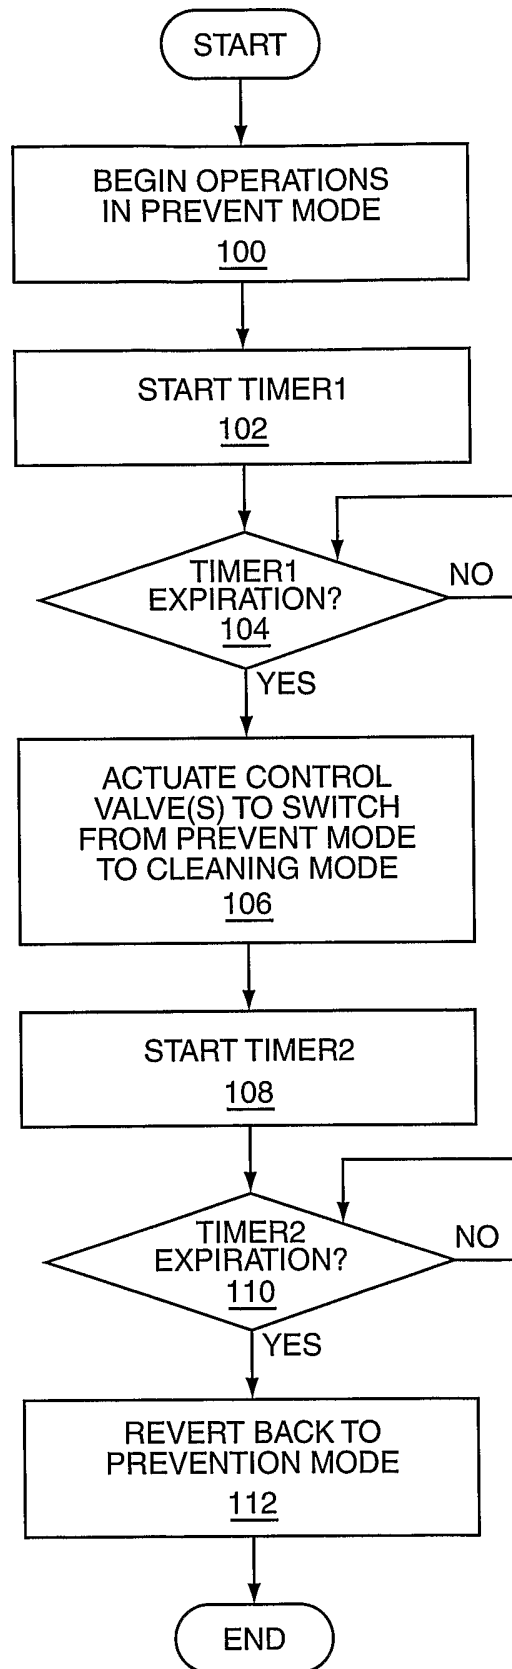 START
BEGIN OPERATIONS
IN PREVENT MODE
100
START TIMER1
102
TIMER1
EXPIRATION?
104
NO
YES
ACTUATE CONTROL
VALVE(S) TO SWITCH
FROM PREVENT MODE
TO CLEANING MODE
106
START TIMER2
108
TIMER2
EXPIRATION?
110
NO
YES
REVERT BACK TO
PREVENTION MODE
112
END